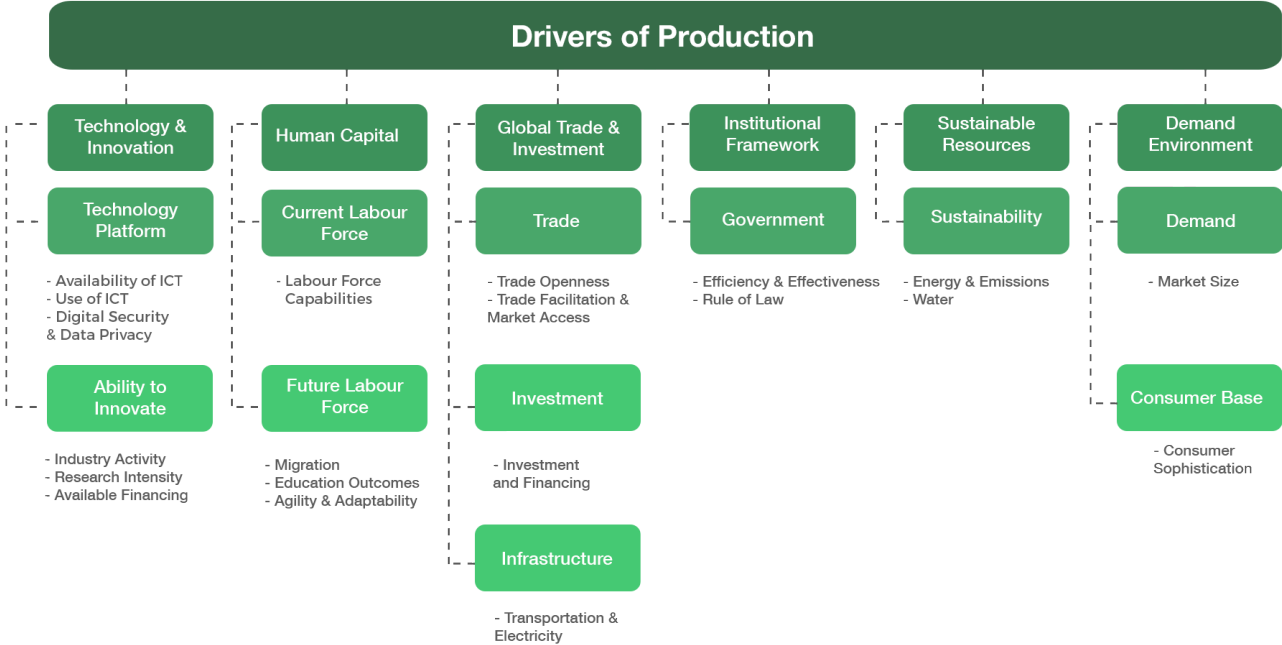 Drivers of Production
Technology &
Innovation
Technology
Platform
- Availability of ICT
- Use of ICT
- Digital Security
& Data Privacy
Ability to
Innovate
- Industry Activity
- Research Intensity
- Available Financing
Human Capital
Current Labour
Force
- Labour Force
Capabilities
Future Labour
Force
- Migration
- Education Outcomes
- Agility & Adaptability
Global Trade &
Investment
Trade
- Trade Openness
- Trade Facilitation &
Market Access
Investment
- Investment
and Financing
Infrastructure
- Transportation &
Electricity
Institutional
Framework
Government
- Efficiency & Effectiveness
- Rule of Law
Sustainable
Resources
Sustainability
- Energy & Emissions
- Water
Demand
Environment
Demand
- Market Size
Consumer Base
- Consumer
Sophistication